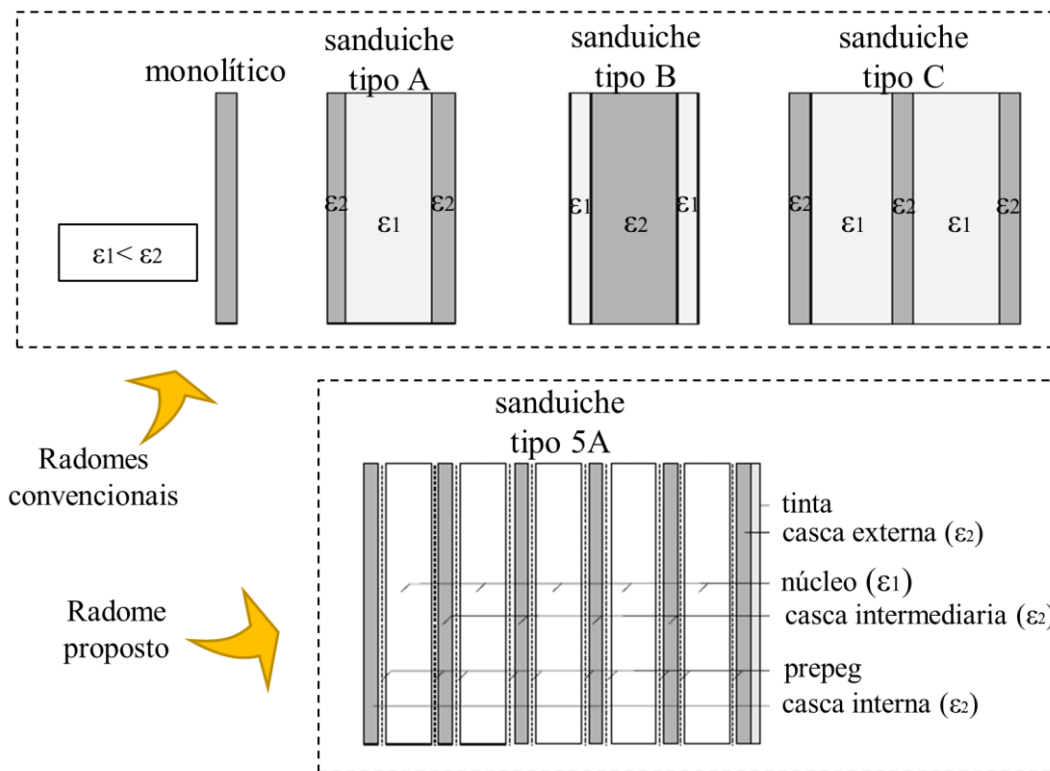 monolítico
sanduiche
tipo A
sanduiche
tipo B
sanduiche
tipo C
ε1< ε2
ε2
ε1
ε2
ε1
ε2
ε1
ε2
ε1
ε2
ε1
ε2
Radomes
convencionais
sanduiche
tipo 5A
Radome
proposto
tinta
casca externa (ε2)
núcleo (ε1)
casca intermediaria (ε2)
prepeg
casca interna (ε2)